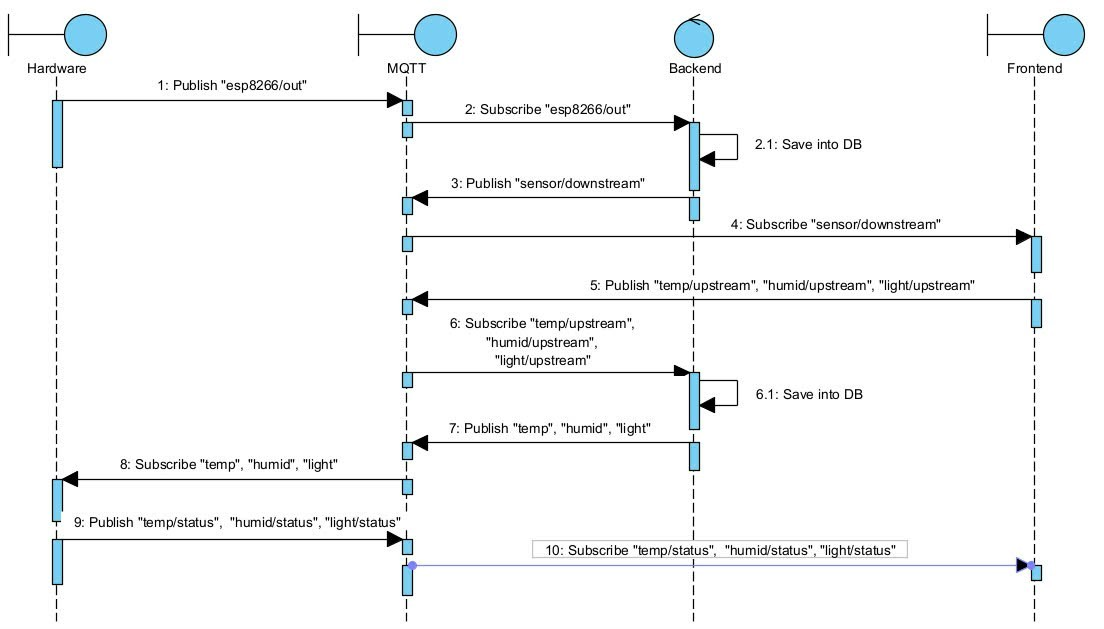 Hardware
MQTT
Backend
Frontend
1: Publish "esp8266/out"
2: Subscribe "esp8266/out"
2.1: Save into DB
3: Publish "sensor/downstream"
4: Subscribe "sensor/downstream"
5: Publish "temp/upstream", "humid/upstream", "light/upstream"
6: Subscribe "temp/upstream",
"humid/upstream",
"light/upstream"
6.1: Save into DB
7: Publish "temp", "humid", "light"
8: Subscribe "temp", "humid", "light"
9: Publish "temp/status", "humid/status", "light/status"
10: Subscribe "temp/status", "humid/status", "light/status"